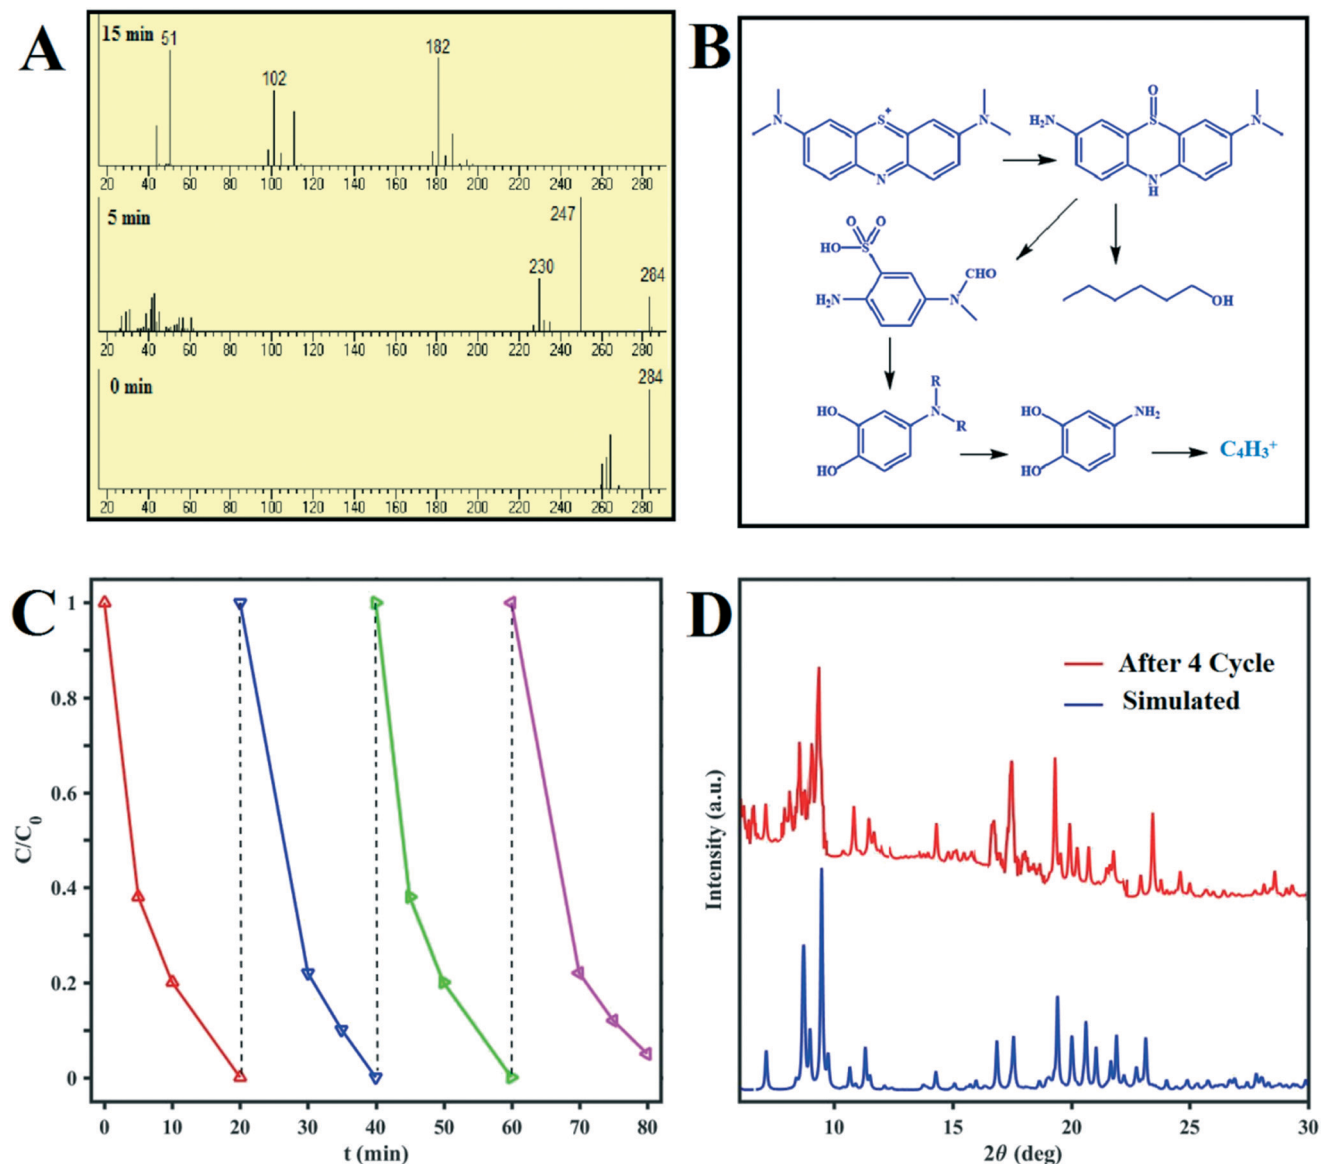 A
15 min
51
102
182
20 40 60 80 100 120 140 160 180 200 220 240 260 280
5 min
230
247
284
20 40 60 80 100 120 140 160 180 200 220 240 260 280
0 min
284
20 40 60 80 100 120 140 160 180 200 220 240 260 280
B
N S+ N
N
H2N S O N
N
H
O O
HO S
H2N N CHO
OH
HO R
HO N R
HO NH2
HO
C4H3+
C
C/C0
1
0.8
0.6
0.4
0.2
0
0 10 20 30 40 50 60 70 80
t (min)
D
After 4 Cycle
Simulated
Intensity (a.u.)
10 15 20 25 30
2θ (deg)